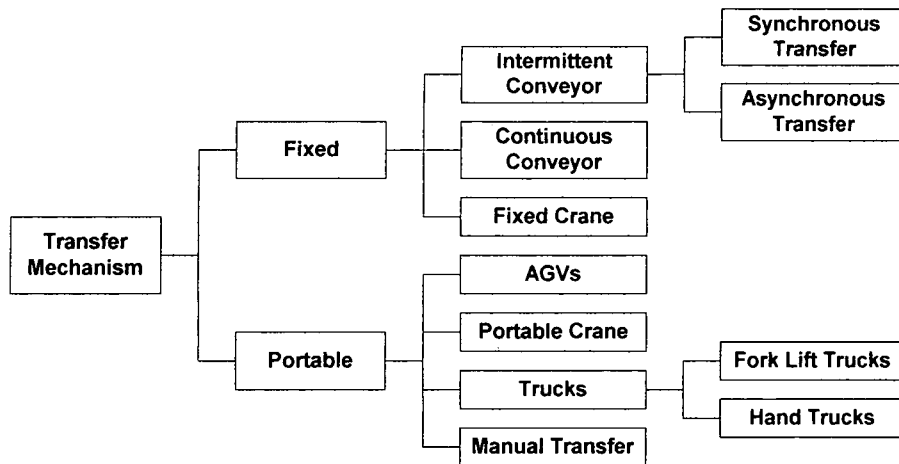 Synchronous
Transfer
Intermittent
Conveyor
Asynchronous
Transfer
Fixed
Continuous
Conveyor
Fixed Crane
Transfer
Mechanism
AGVs
Portable Crane
Portable
Fork Lift Trucks
Trucks
Hand Trucks
Manual Transfer